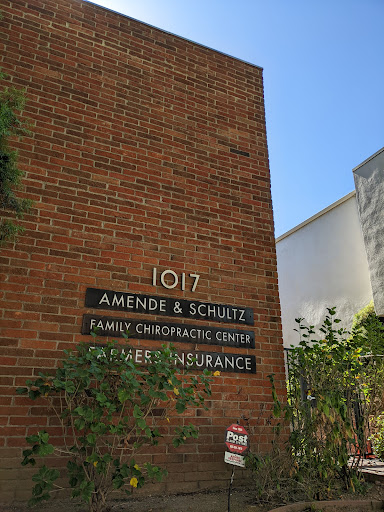 1017
AMENDE & SCHULTZ
FAMILY CHIROPRACTIC CENTER
FARMERS INSURANCE
Post